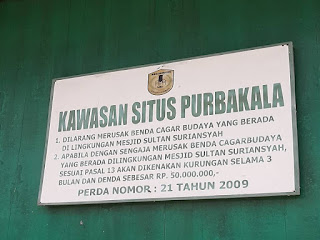 KAWASAN SITUS PURBAKALA
1. DILARANG MERUSAK BENDA CAGAR BUDAYA YANG BERADA
DI LINGKUNGAN MESJID SULTAN SURIANSYAH
2. APABILA DENGAN SENGAJA MERUSAK BENDA CAGARBUDAYA
YANG BERADA DILINGKUNGAN MESJID SULTAN SURIANSYAH,
SESUAI PASAL 13 AKAN DIKENAKAN KURUNGAN SELAMA 3
BULAN DAN DENDA SEBESAR RP. 50.000.000,-
PERDA NOMOR : 21 TAHUN 2009